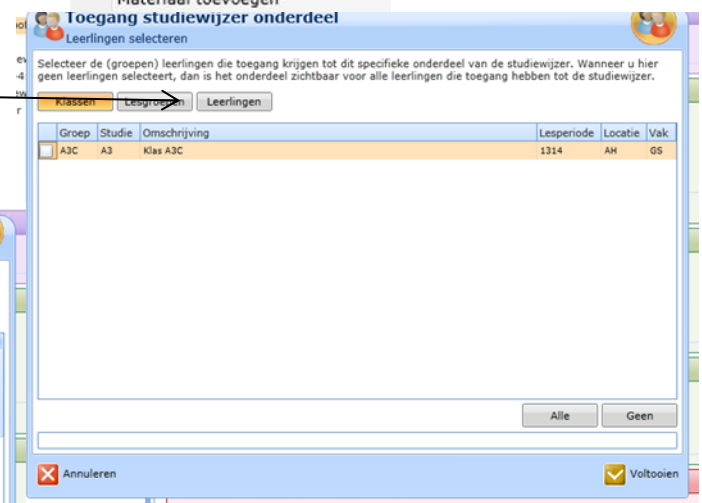 Materiaal toevoegen
Toegang studiewijzer onderdeel
Leerlingen selecteren
Selecteer de (groepen) leerlingen die toegang krijgen tot dit specifieke onderdeel van de studiewijzer. Wanneer u hier
geen leerlingen selecteert, dan is het onderdeel zichtbaar voor alle leerlingen die toegang hebben tot de studiewijzer.
Klassen Lesgroepen Leerlingen
Groep Studie Omschrijving Lesperiode Locatie Vak
A3C A3 Klas A3C 1314 AH GS
Alle Geen
Annuleren Voltooien